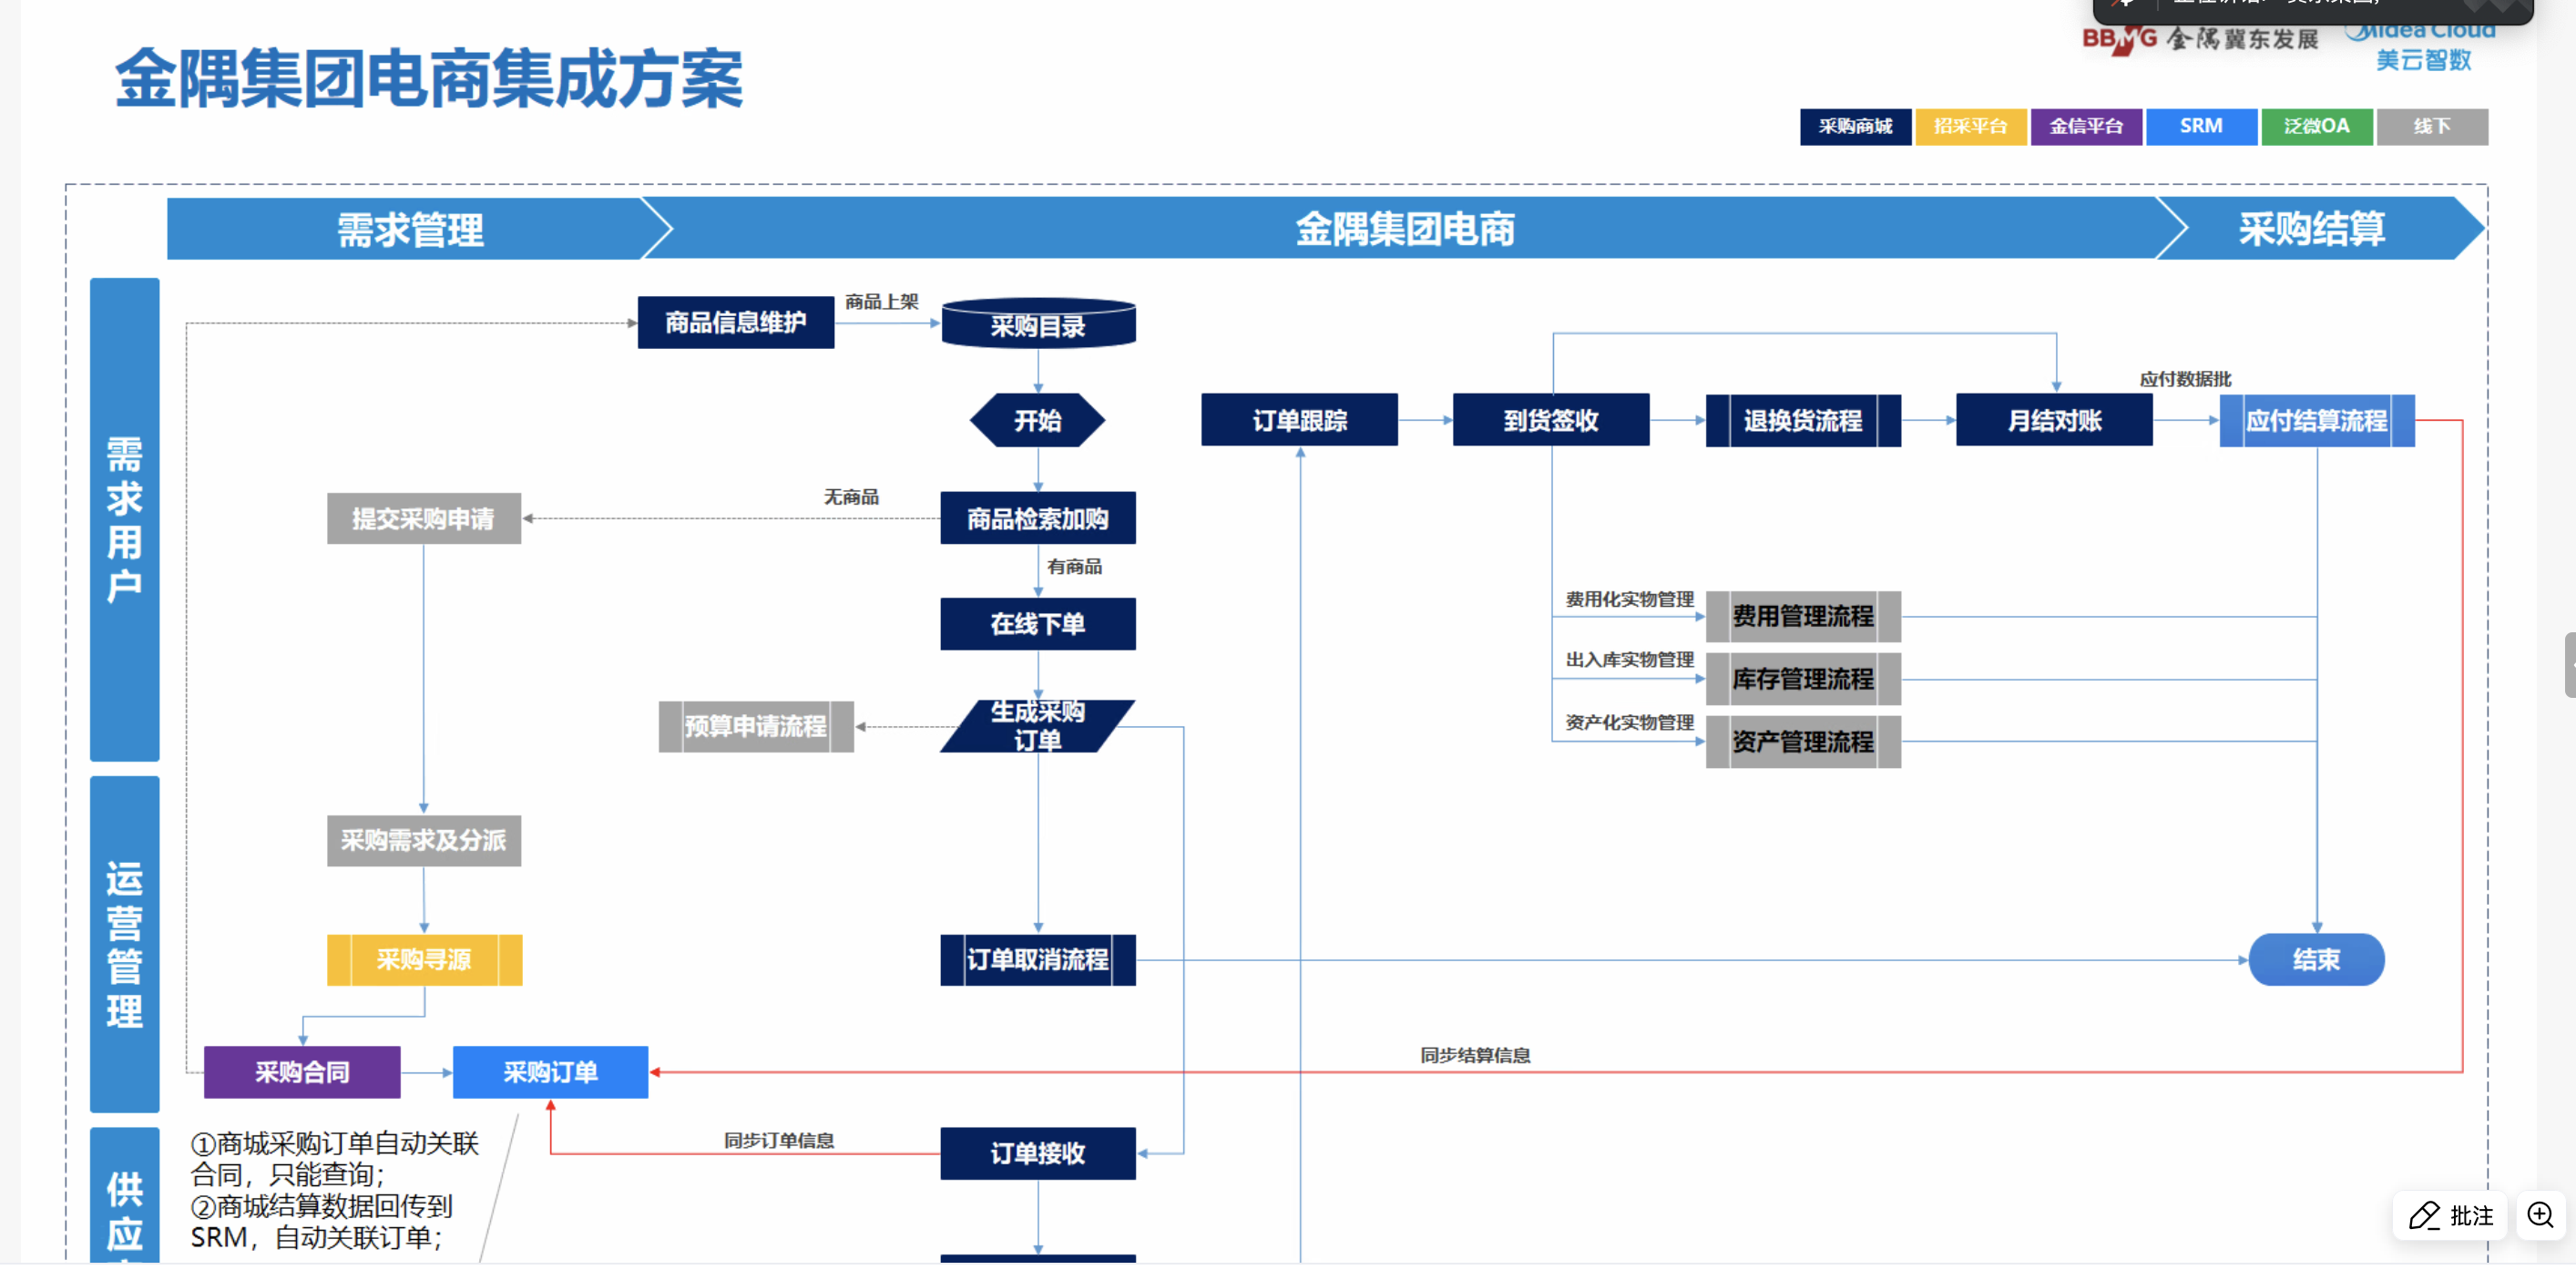 金隅集团电商集成方案
BBMG 金隅冀东发展
Midea Cloud
美云智数
采购商城 招采平台 金信平台 SRM 泛微OA 线下
需求管理 金隅集团电商 采购结算
需求用户
商品信息维护
商品上架
采购目录
开始
订单跟踪
到货签收
退换货流程
月结对账
应付数据批
应付结算流程
提交采购申请
无商品
商品检索加购
有商品
在线下单
费用化实物管理
费用管理流程
出入库实物管理
库存管理流程
资产化实物管理
资产管理流程
预算申请流程
生成采购
订单
运营管理
采购需求及分派
采购寻源
订单取消流程
结束
采购合同
采购订单
同步结算信息
同步订单信息
订单接收
供应
①商城采购订单自动关联
合同，只能查询；
②商城结算数据回传到
SRM，自动关联订单；
批注